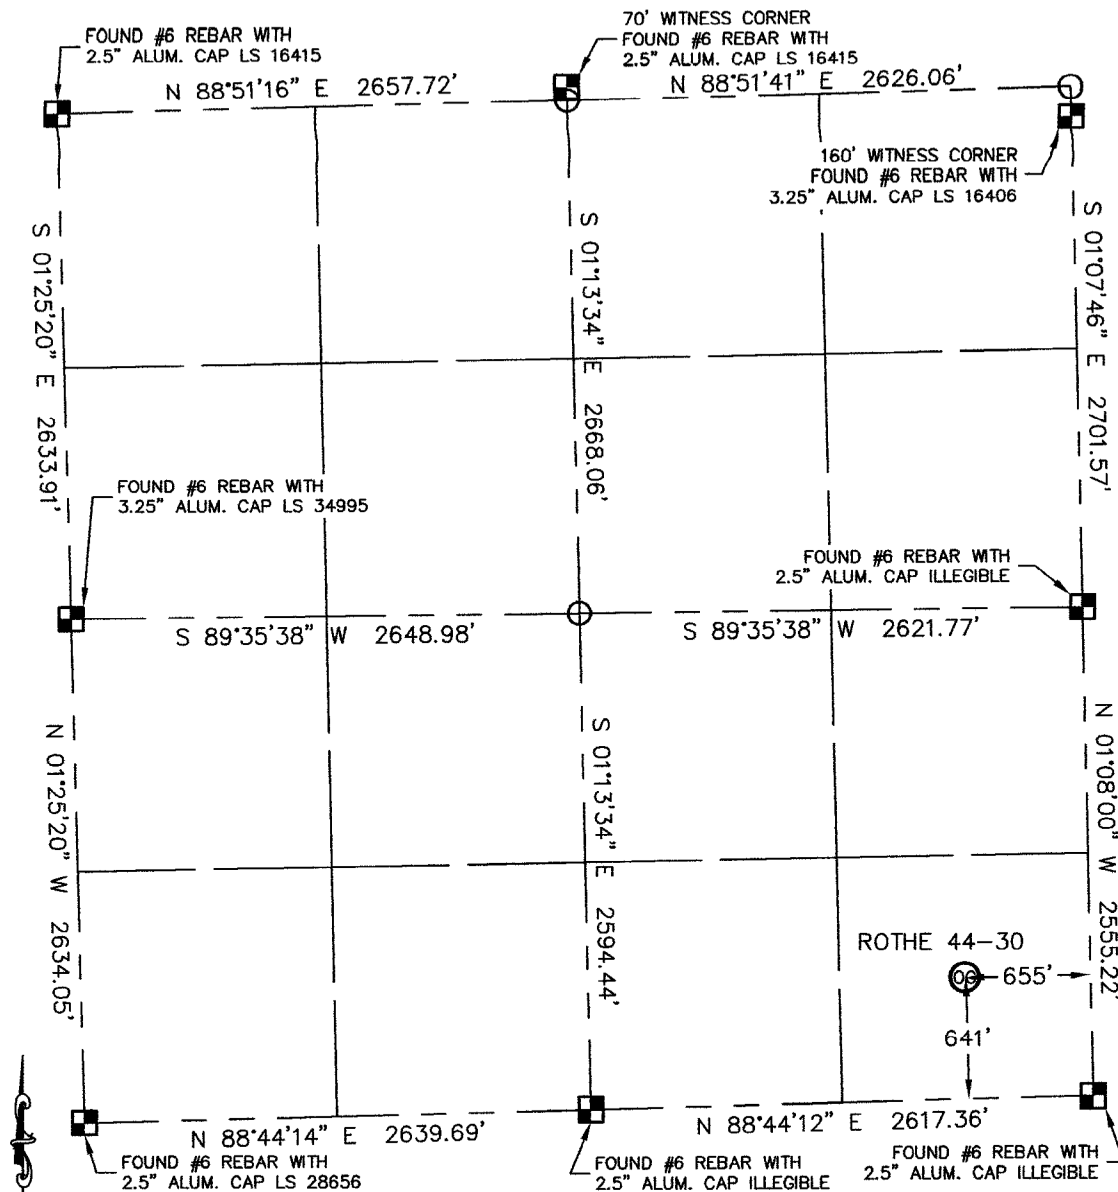 FOUND #6 REBAR WITH
2.5" ALUM. CAP LS 16415
70' WITNESS CORNER
FOUND #6 REBAR WITH
2.5" ALUM. CAP LS 16415
N 88°51'16" E 2657.72'
N 88°51'41" E 2626.06'
160' WITNESS CORNER
FOUND #6 REBAR WITH
3.25" ALUM. CAP LS 16406
S 01°25'20" E 2633.91'
S 01°13'34" E 2668.06'
S 01°07'46" E 2701.57'
FOUND #6 REBAR WITH
3.25" ALUM. CAP LS 34995
FOUND #6 REBAR WITH
2.5" ALUM. CAP ILLEGIBLE
S 89°35'38" W 2648.98'
S 89°35'38" W 2621.77'
N 01°25'20" W 2634.05'
S 01°13'34" E 2594.44'
N 01°08'00" W 2555.22'
ROTHE 44-30
655'
641'
N 88°44'14" E 2639.69'
N 88°44'12" E 2617.36'
FOUND #6 REBAR WITH
2.5" ALUM. CAP LS 28656
FOUND #6 REBAR WITH
2.5" ALUM. CAP ILLEGIBLE
FOUND #6 REBAR WITH
2.5" ALUM. CAP ILLEGIBLE